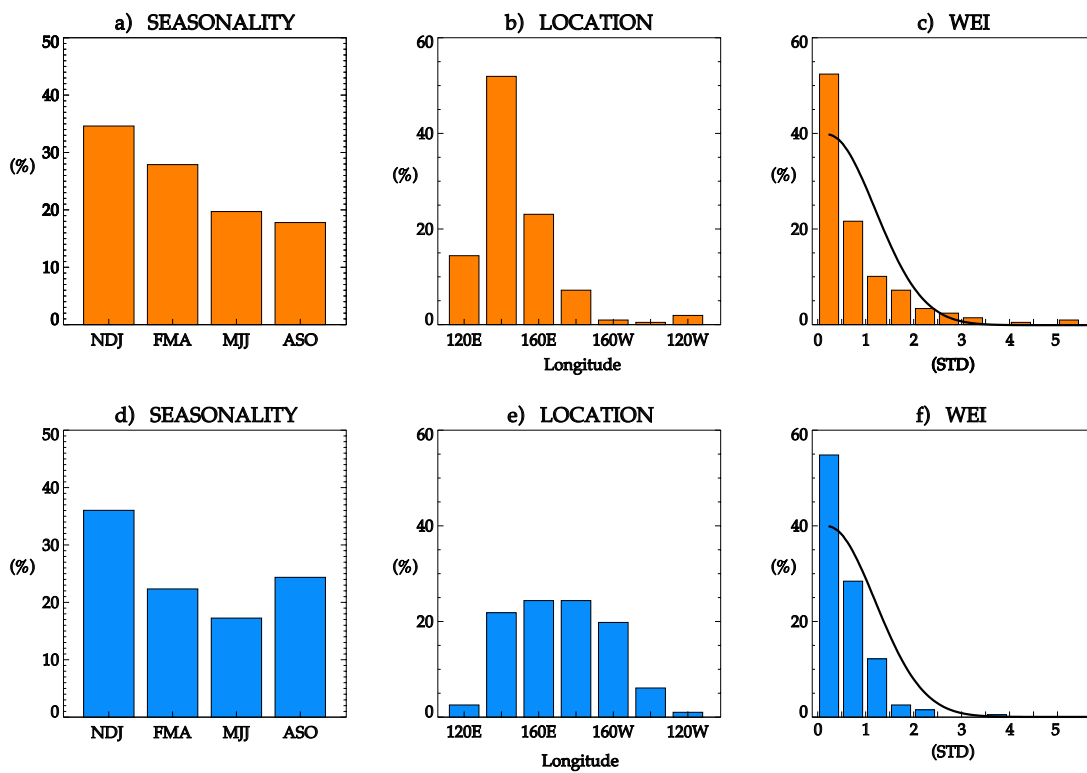 a) SEASONALITY
50
40
30
20
10
0
(%)
NDJ FMA MJJ ASO
b) LOCATION
60
40
20
0
(%)
120E 160E 160W 120W
Longitude
c) WEI
60
40
20
0
(%)
0 1 2 3 4 5
(STD)
d) SEASONALITY
50
40
30
20
10
0
(%)
NDJ FMA MJJ ASO
e) LOCATION
60
40
20
0
(%)
120E 160E 160W 120W
Longitude
f) WEI
60
40
20
0
(%)
0 1 2 3 4 5
(STD)